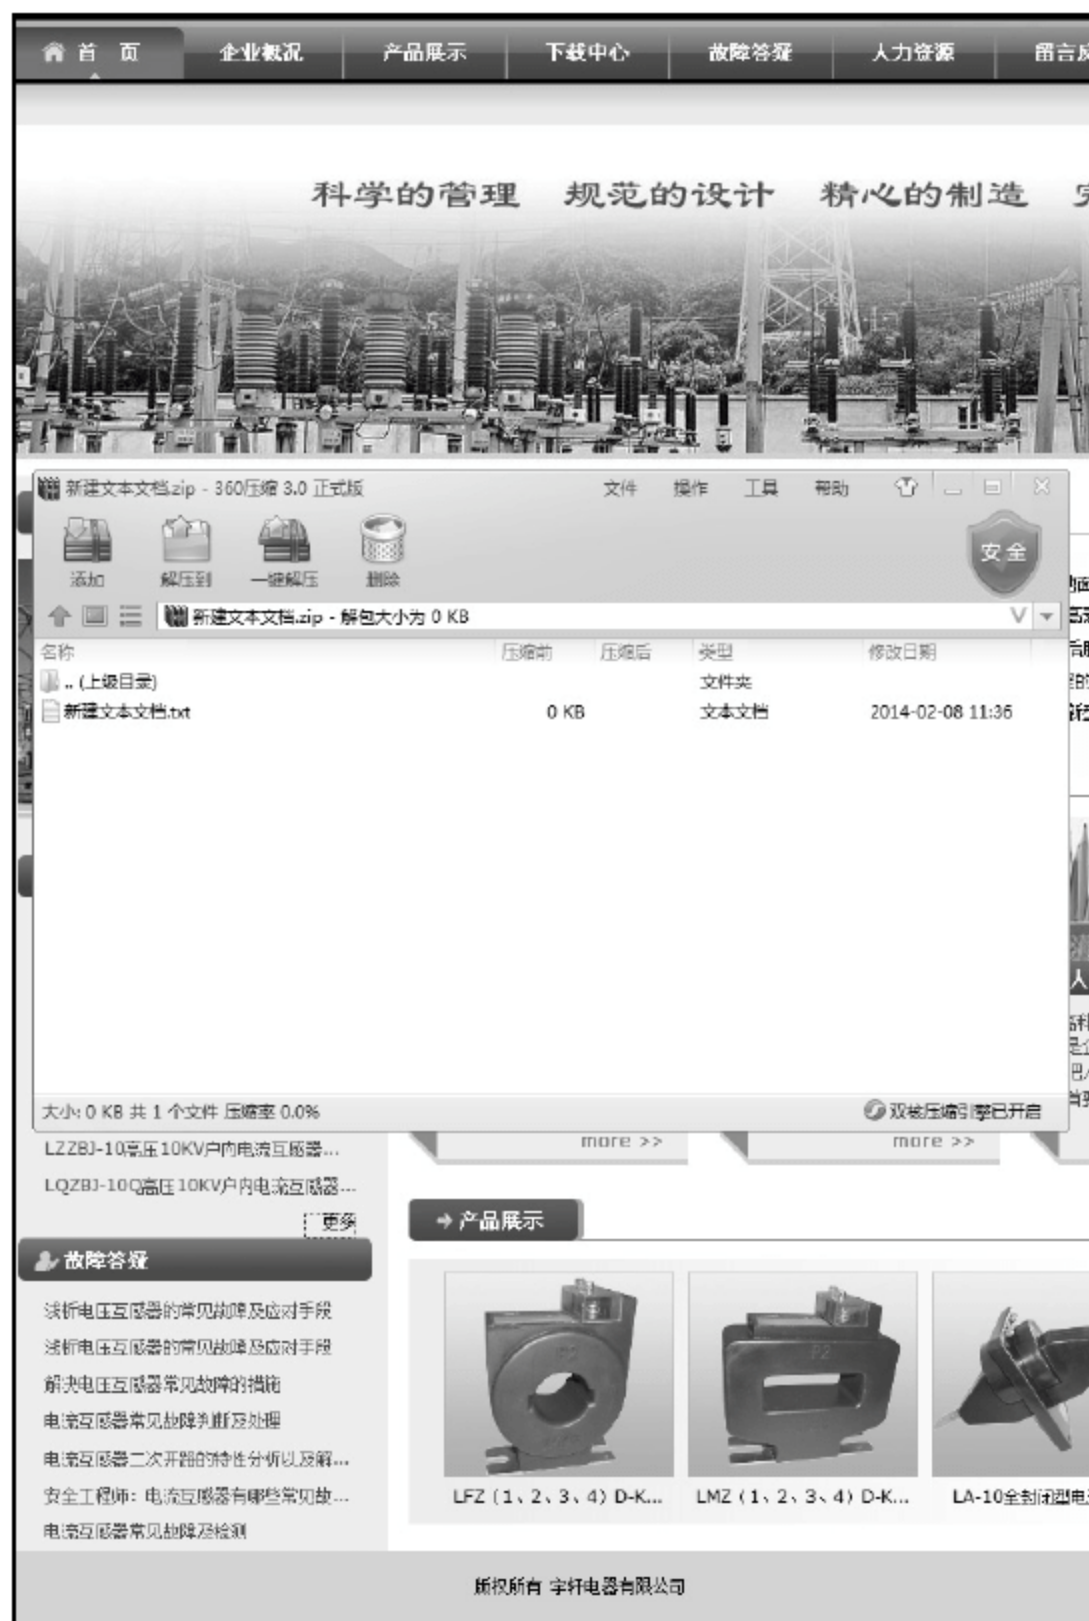 首 页 企业概况 产品展示 下载中心 故障答疑 人力资源 留言反
科学的管理 规范的设计 精心的制造
新建文本文档.zip - 360压缩 3.0 正式版 文件 操作 工具 帮助
安全
添加 解压到 一键解压 删除
新建文本文档.zip - 解包大小为 0 KB
名称 压缩前 压缩后 类型 修改日期
.. (上级目录) 文件夹
新建文本文档.txt 0 KB 文本文档 2014-02-08 11:36
大小: 0 KB 共 1 个文件 压缩率 0.0% 双核压缩引擎已开启
more >> more >>
LZZBJ-10高压10KV户内电流互感器...
LQZBJ-10Q高压10KV户内电流互感器...
更多
产品展示
故障答疑
浅析电压互感器的常见故障及应对手段
浅析电压互感器的常见故障及应对手段
解决电压互感器常见故障的措施
电流互感器常见故障判断及处理
电流互感器二次开路的特性分析以及解...
安全工程师：电流互感器有哪些常见故...
电流互感器常见故障及检测
P2
P2
LFZ（1、2、3、4）D-K... LMZ（1、2、3、4）D-K... LA-10全封闭型电
版权所有 宇轩电器有限公司